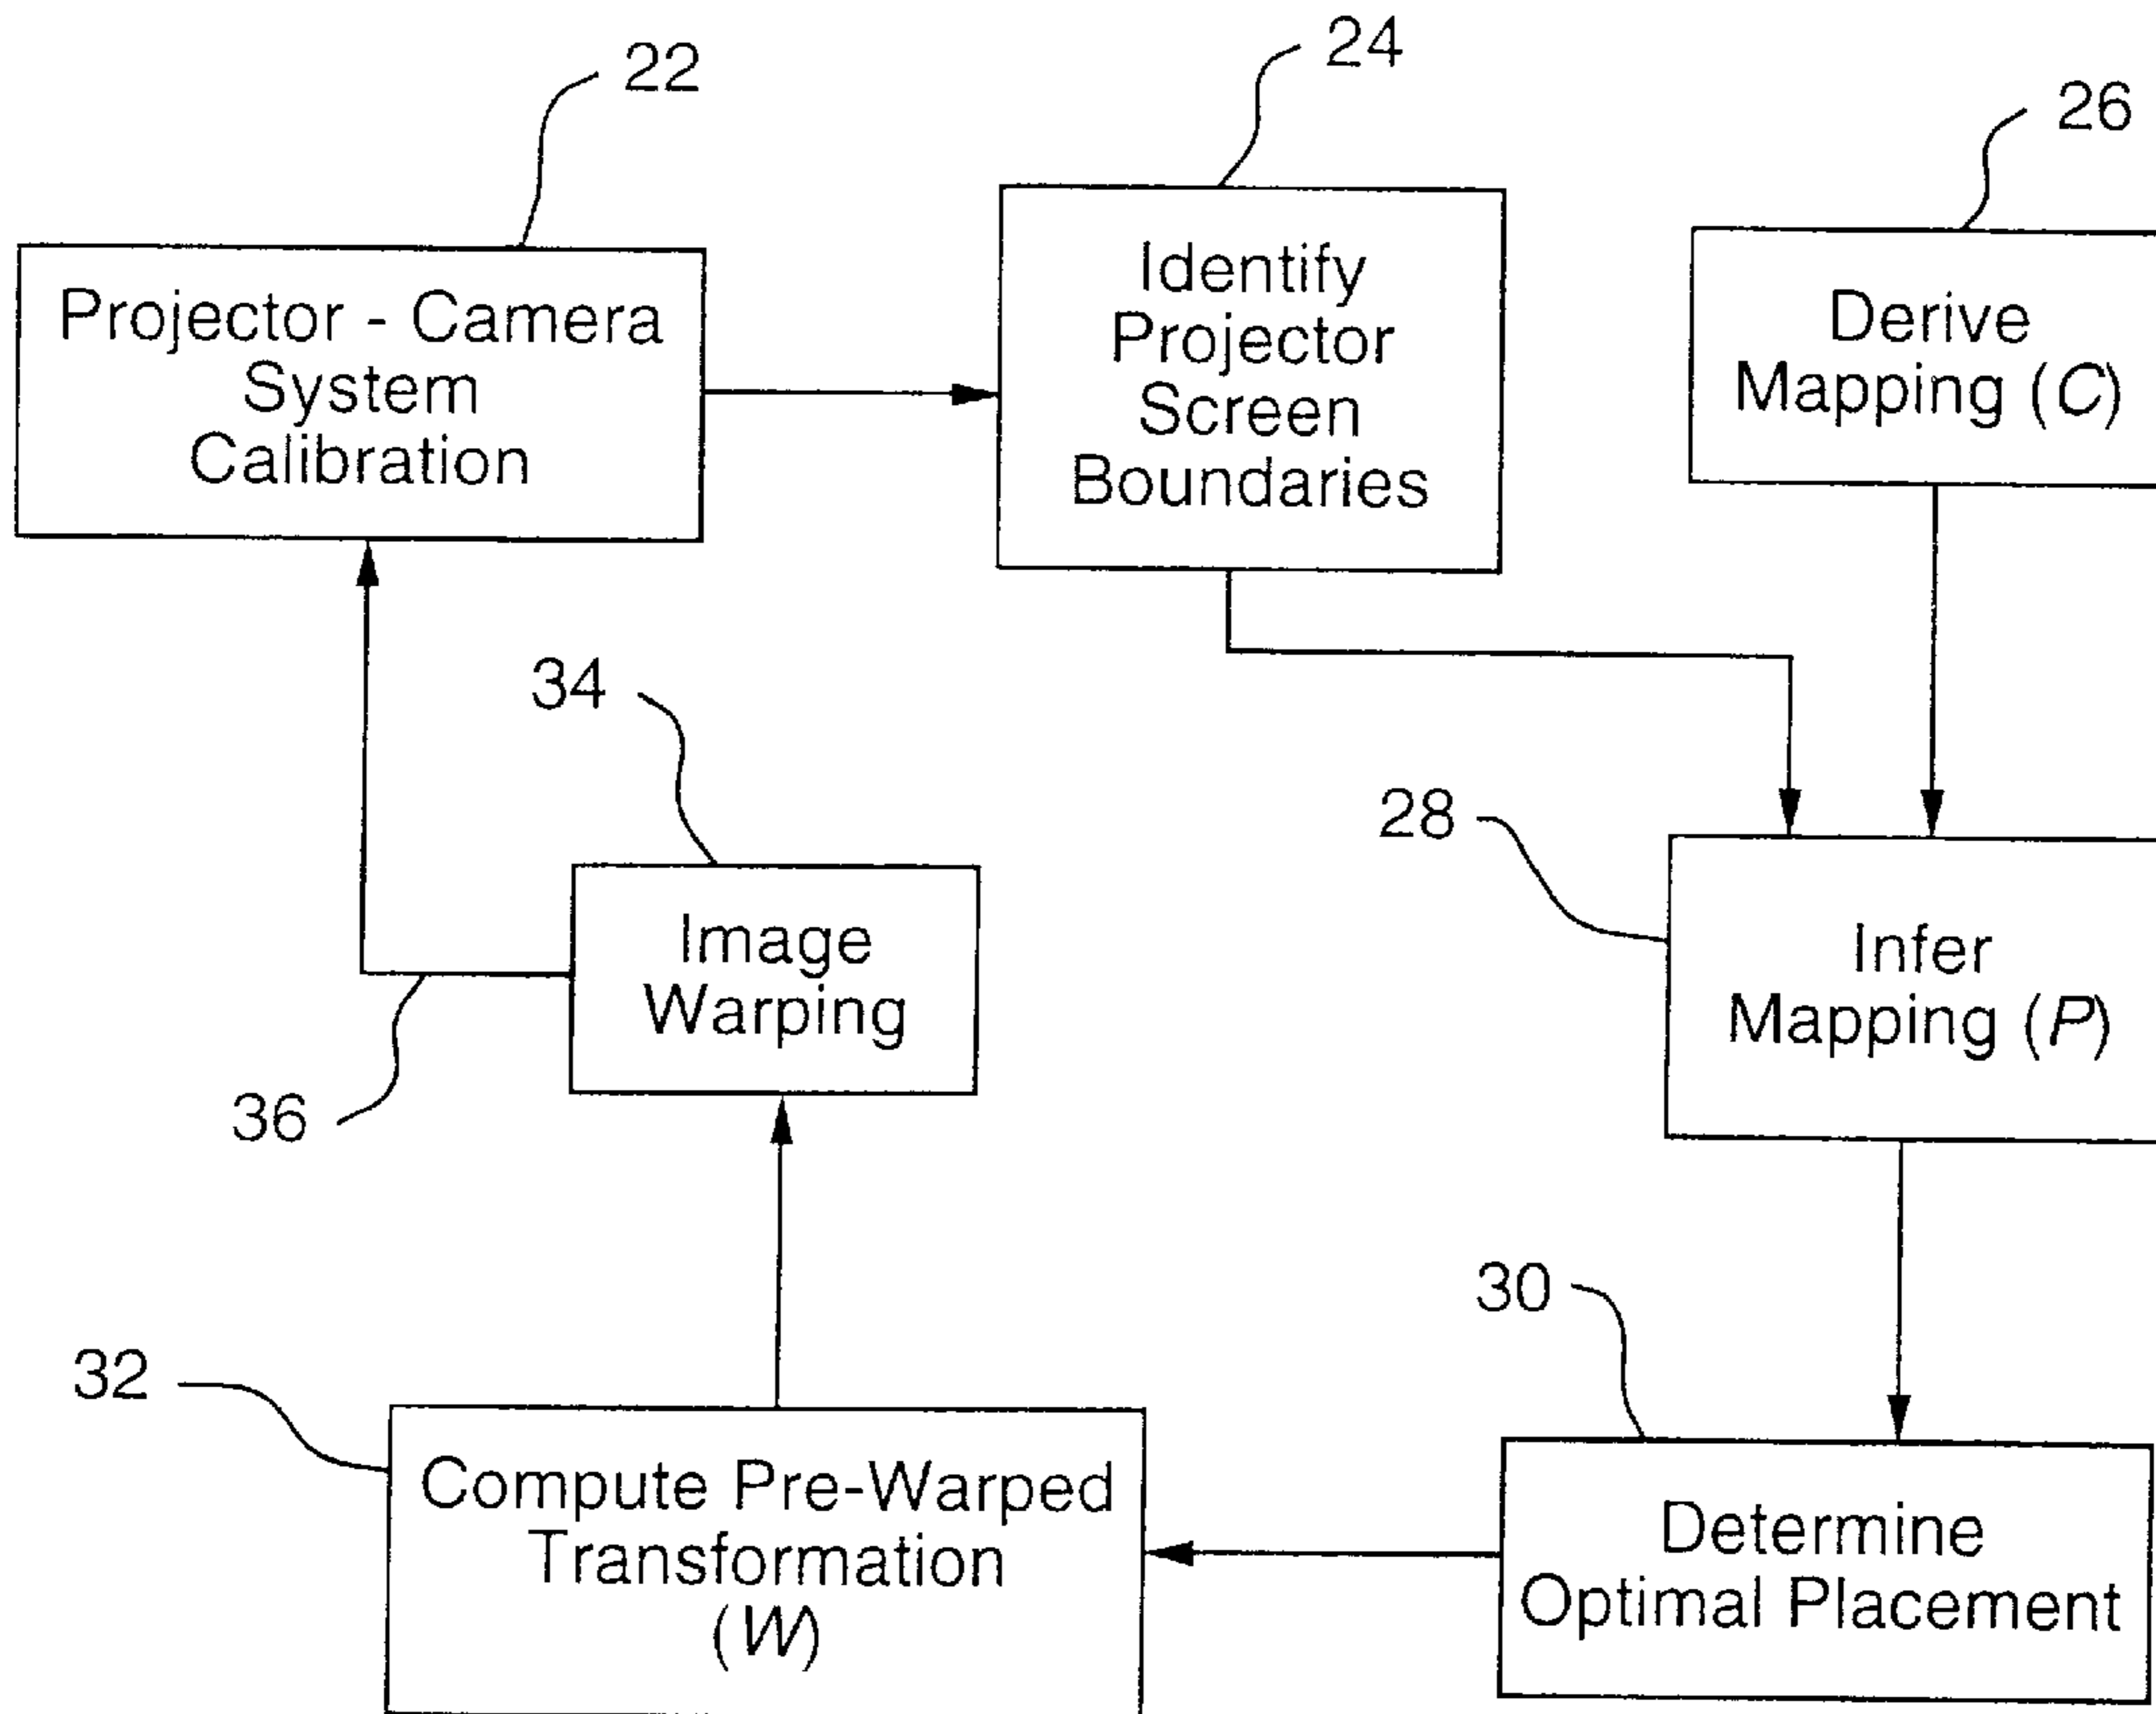 22
24
26
Projector - Camera
System
Calibration
Identify
Projector
Screen
Boundaries
Derive
Mapping (C)
34
28
Image
Warping
Infer
Mapping (P)
36
30
32
Compute Pre-Warped
Transformation
(W)
Determine
Optimal Placement